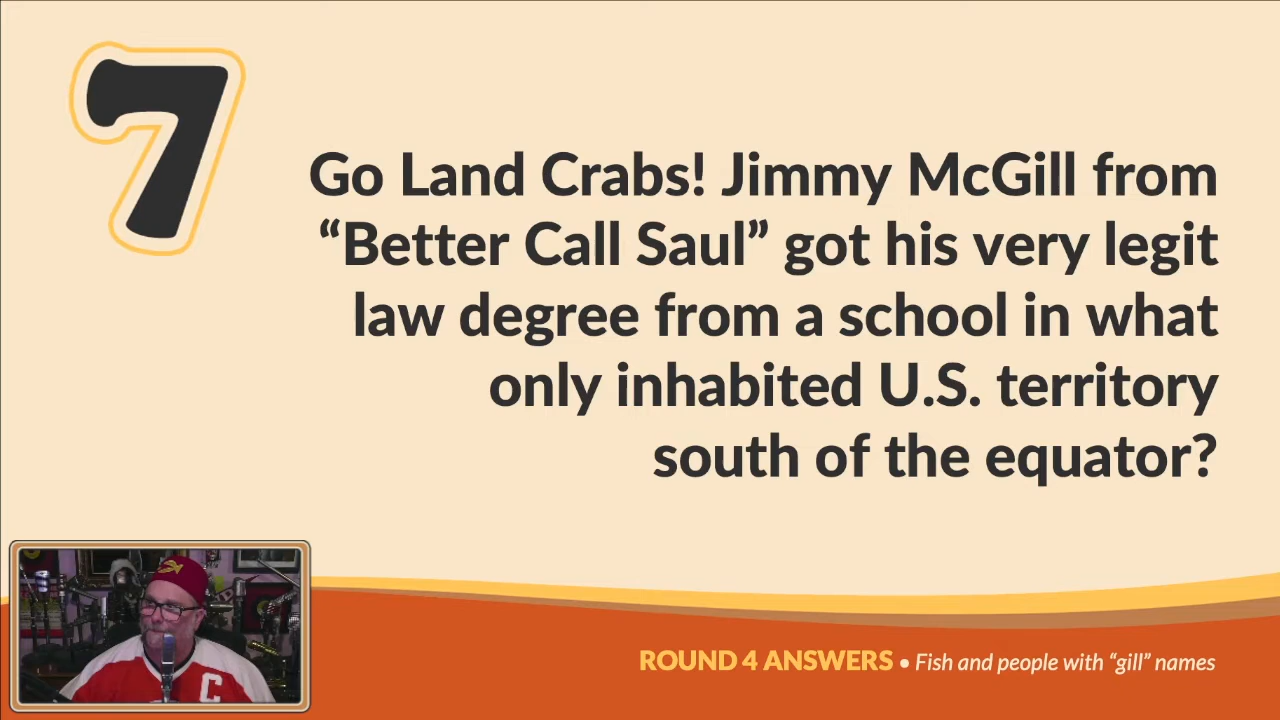 7
Go Land Crabs! Jimmy McGill from
“Better Call Saul” got his very legit
law degree from a school in what
only inhabited U.S. territory
south of the equator?
C
ROUND 4 ANSWERS • Fish and people with “gill” names